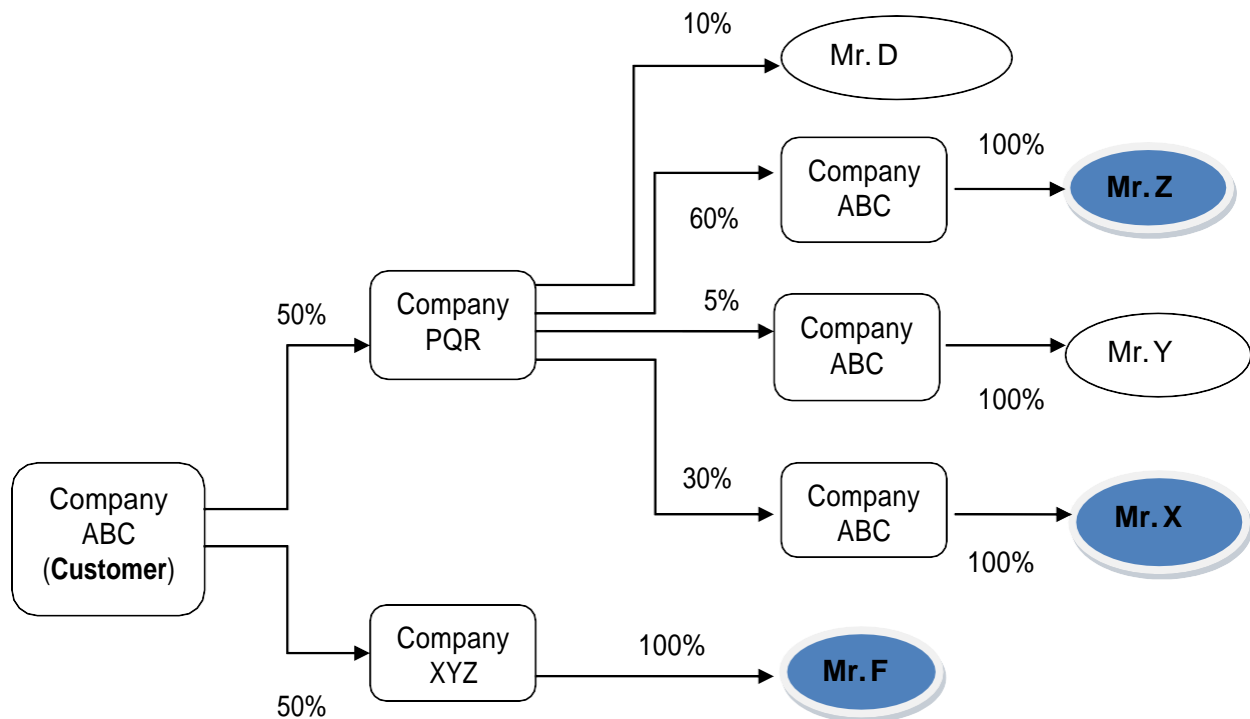 10%
Mr. D
100%
Company
ABC
Mr. Z
60%
50%
Company
PQR
5%
Company
ABC
Mr. Y
100%
Company
ABC
(Customer)
30%
Company
ABC
Mr. X
100%
Company
XYZ
100%
Mr. F
50%